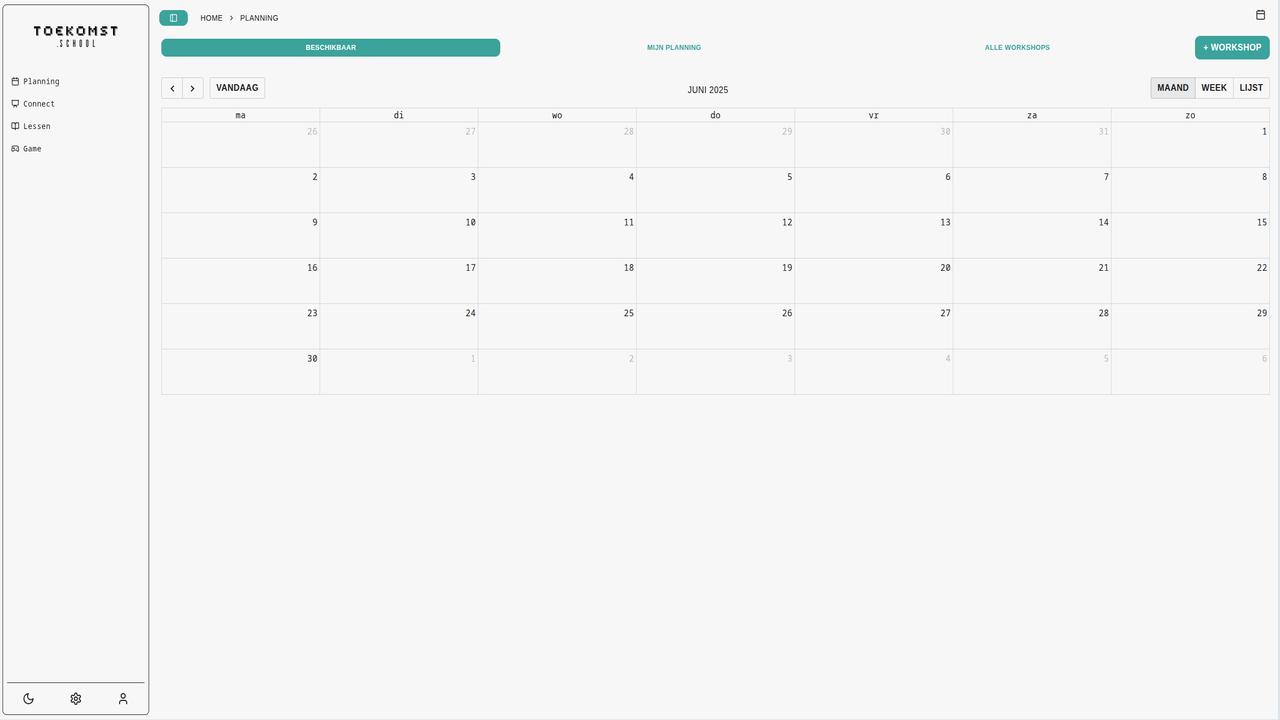 TOEKOMST
.SCHOOL
Planning
Connect
Lessen
Game
HOME > PLANNING
BESCHIKBAAR MIJN PLANNING ALLE WORKSHOPS + WORKSHOP
VANDAAG JUNI 2025 MAAND WEEK LIJST
ma di wo do vr za zo
26 27 28 29 30 31 1
2 3 4 5 6 7 8
9 10 11 12 13 14 15
16 17 18 19 20 21 22
23 24 25 26 27 28 29
30 1 2 3 4 5 6